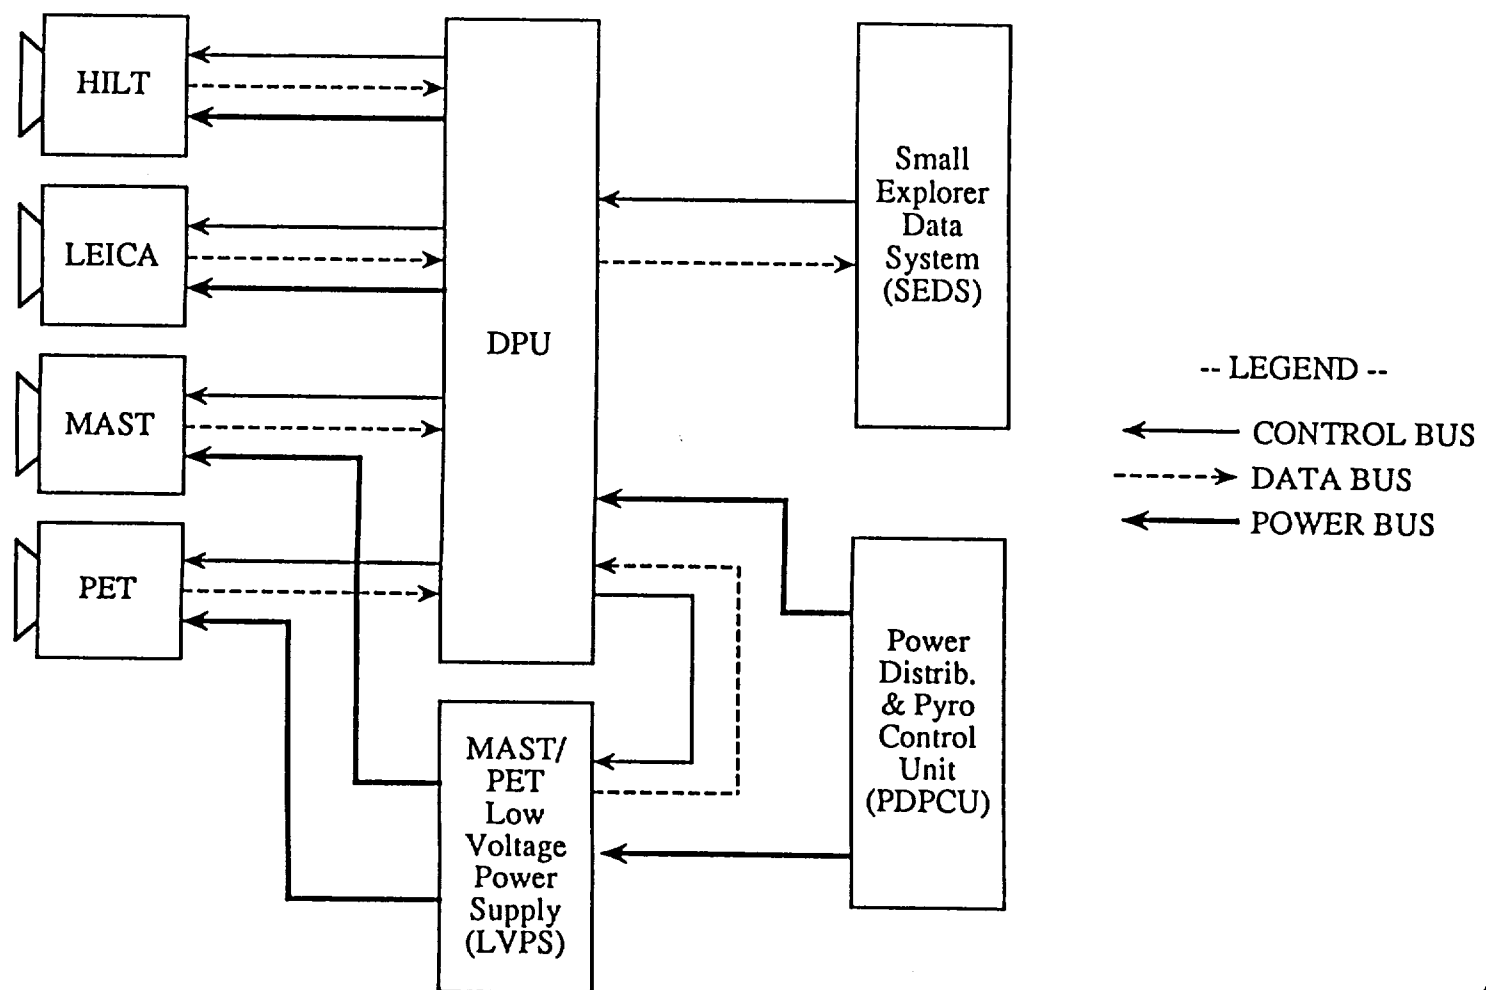 HILT
LEICA
MAST
PET
DPU
MAST/
PET
Low
Voltage
Power
Supply
(LVPS)
Small
Explorer
Data
System
(SEDS)
Power
Distrib.
& Pyro
Control
Unit
(PDPCU)
-- LEGEND --
CONTROL BUS
DATA BUS
POWER BUS